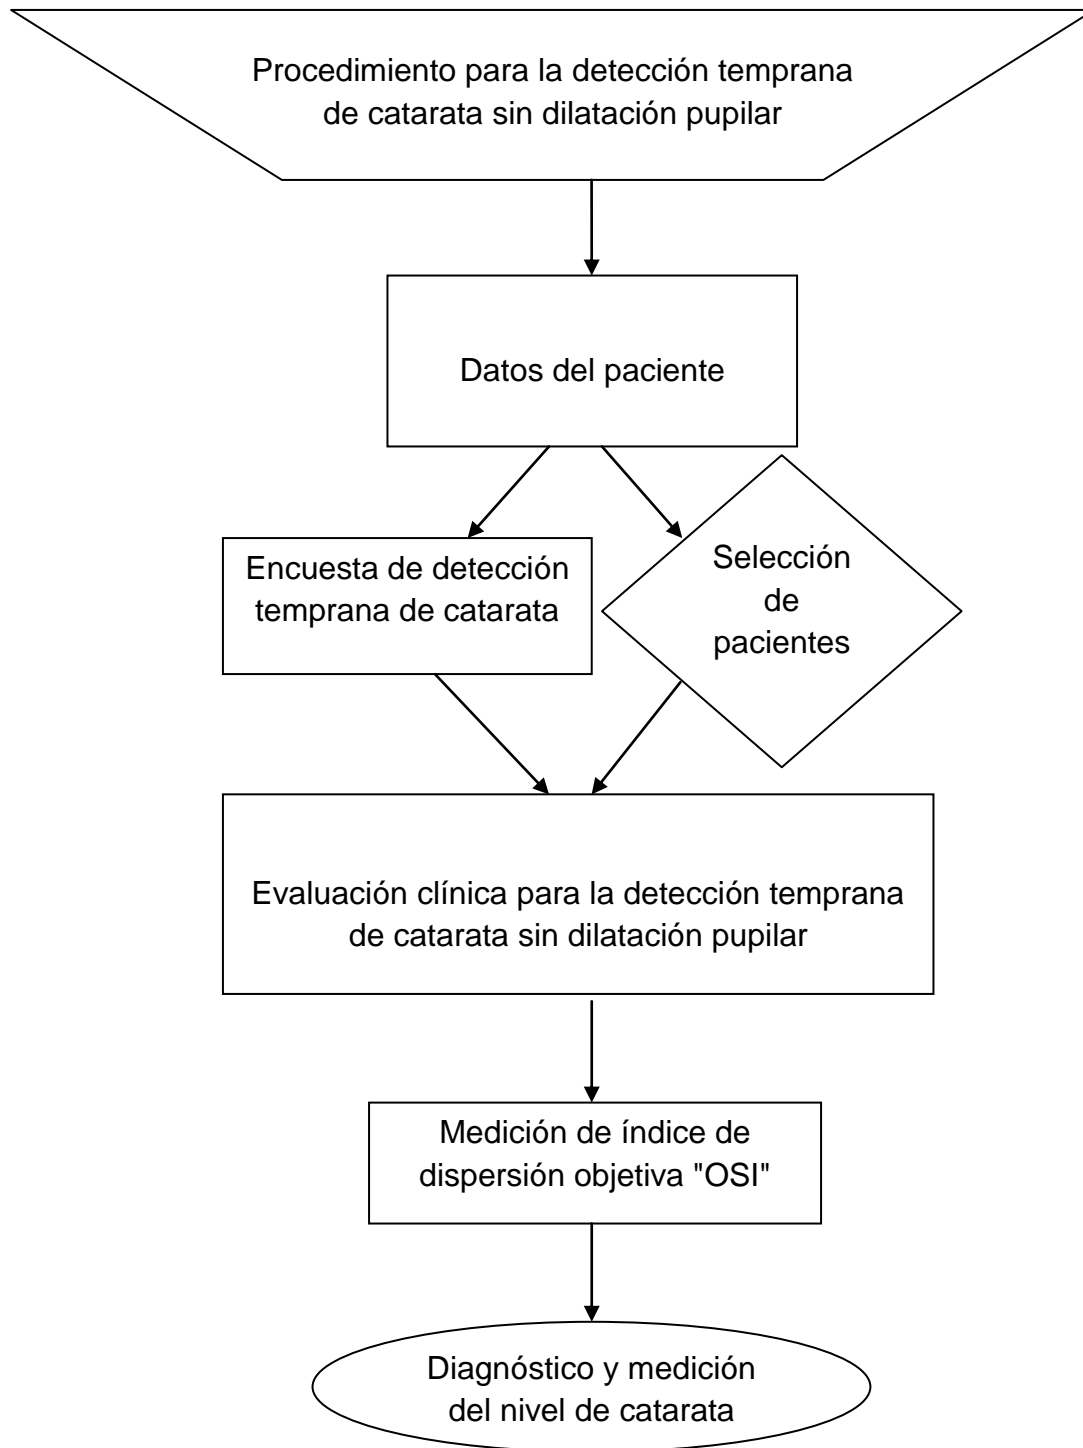 Procedimiento para la detección temprana
de catarata sin dilatación pupilar
Datos del paciente
Encuesta de detección
temprana de catarata
Selección
de
pacientes
Evaluación clínica para la detección temprana
de catarata sin dilatación pupilar
Medición de índice de
dispersión objetiva "OSI"
Diagnóstico y medición
del nivel de catarata